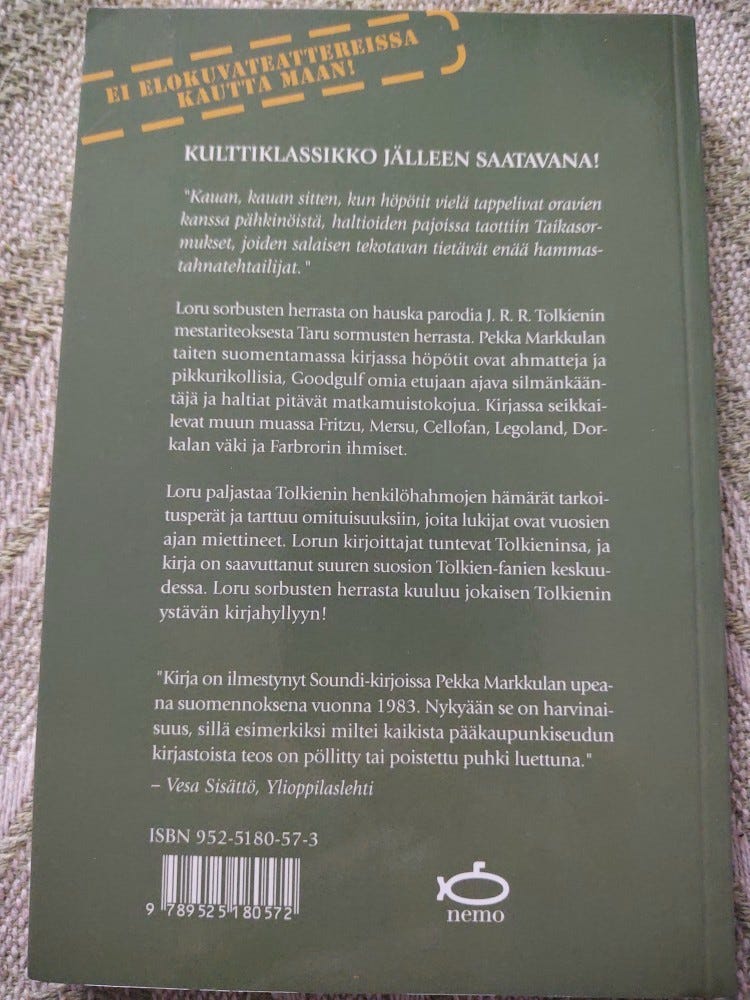 EI ELOKUVATEATTEREISSA
KAUTTA MAAN!
KULTTIKLASSIKKO JÄLLEEN SAATAVANA!
"Kauan, kauan sitten, kun höpötit vielä tappelivat oravien
kanssa pähkinöistä, haltioiden pajoissa taottiin Taikasor-
mukset, joiden salaisen tekotavan tietävät enää hammas-
tahnatehtailijat."
Loru sorbusten herrasta on hauska parodia J. R. R. Tolkienin
mestariteoksesta Taru sormusten herrasta. Pekka Markkulan
taiten suomentamassa kirjassa höpötit ovat ahmatteja ja
pikkurikollisia, Goodgulf omia etujaan ajava silmänkään-
täjä ja haltiat pitävät matkamuistokojua. Kirjassa seikkai-
levat muun muassa Fritzu, Mersu, Cellofan, Legoland, Dor-
kalan väki ja Farbrorin ihmiset.
Loru paljastaa Tolkienin henkilöhahmojen hämärät tarkoi-
tusperät ja tarttuu omituisuuksiin, joita lukijat ovat vuosien
ajan miettineet. Lorun kirjoittajat tuntevat Tolkieninsa, ja
kirja on saavuttanut suuren suosion Tolkien-fanien keskuu-
dessa. Loru sorbusten herrasta kuuluu jokaisen Tolkienin
ystävän kirjahyllyyn!
"Kirja on ilmestynyt Soundi-kirjoissa Pekka Markkulan upea-
na suomennoksena vuonna 1983. Nykyään se on harvinai-
suus, sillä esimerkiksi miltei kaikista pääkaupunkiseudun
kirjastoista teos on pöllitty tai poistettu puhki luettuna."
– Vesa Sisättö, Ylioppilaslehti
ISBN 952-5180-57-3
9 789525 180572
nemo